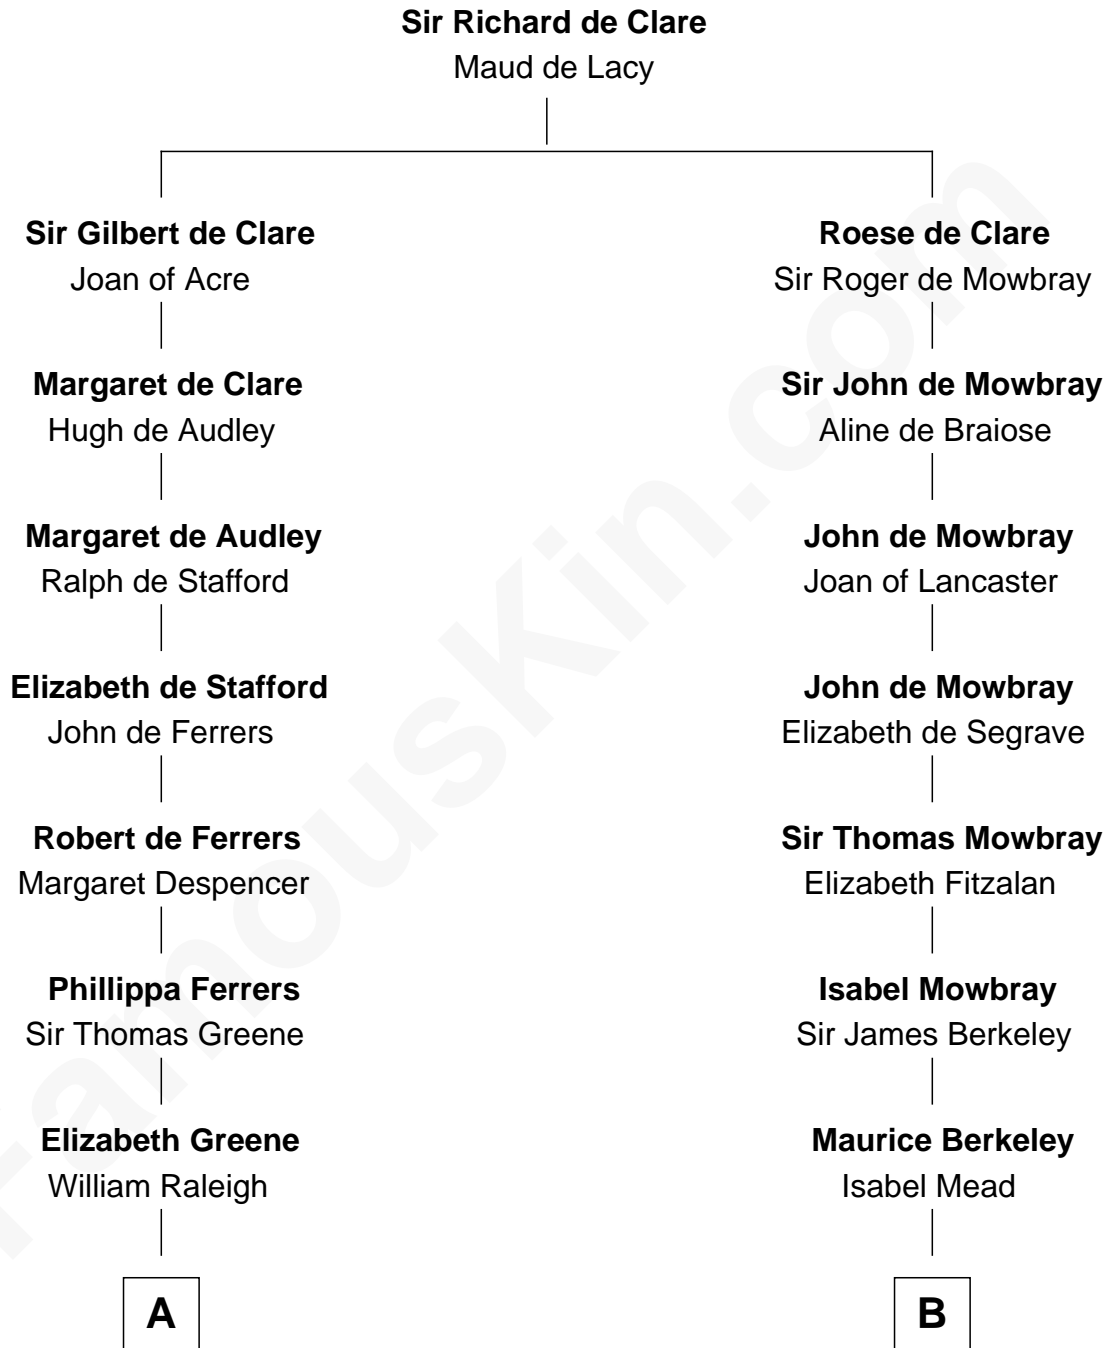 Sir Richard de Clare
Maud de Lacy
Sir Gilbert de Clare
Joan of Acre
Roese de Clare
Sir Roger de Mowbray
Margaret de Clare
Hugh de Audley
Sir John de Mowbray
Aline de Braiose
Margaret de Audley
Ralph de Stafford
John de Mowbray
Joan of Lancaster
Elizabeth de Stafford
John de Ferrers
John de Mowbray
Elizabeth de Segrave
Robert de Ferrers
Margaret Despencer
Sir Thomas Mowbray
Elizabeth Fitzalan
Phillippa Ferrers
Sir Thomas Greene
Isabel Mowbray
Sir James Berkeley
Elizabeth Greene
William Raleigh
Maurice Berkeley
Isabel Mead
A
B
FamousKin.com